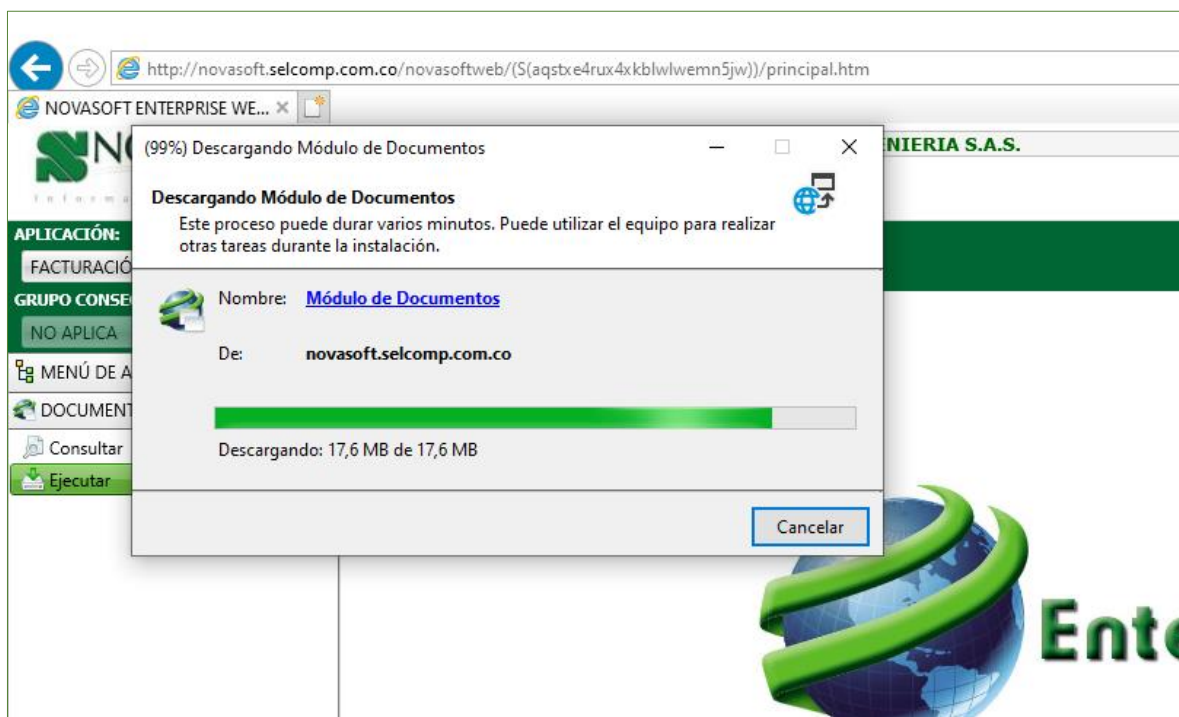 http://novasoft.selcomp.com.co/novasoftweb/(S(aqstxe4rux4xkblwlwemn5jw))/principal.htm
NOVASOFT ENTERPRISE WE...
(99%) Descargando Módulo de Documentos
NIERIA S.A.S.
Descargando Módulo de Documentos
Este proceso puede durar varios minutos. Puede utilizar el equipo para realizar
otras tareas durante la instalación.
APLICACIÓN:
FACTURACIÓ
GRUPO CONSE
NO APLICA
MENÚ DE A
DOCUMENT
Consultar
Ejecutar
Nombre: Módulo de Documentos
De: novasoft.selcomp.com.co
Descargando: 17,6 MB de 17,6 MB
Cancelar
Ente